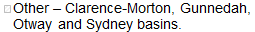 Other – Clarence-Morton, Gunnedah,
Otway and Sydney basins.